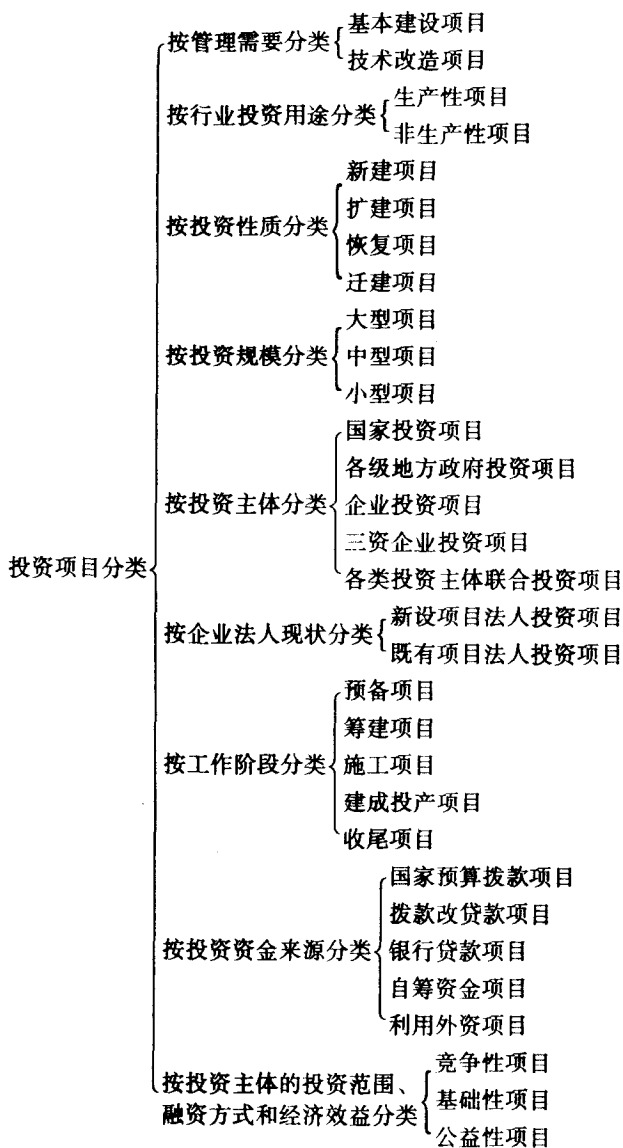 基本建设项目
按管理需要分类
技术改造项目
生产性项目
按行业投资用途分类
非生产性项目
新建项目
扩建项目
按投资性质分类
恢复项目
迁建项目
大型项目
按投资规模分类
中型项目
小型项目
国家投资项目
各级地方政府投资项目
按投资主体分类
企业投资项目
三资企业投资项目
投资项目分类
各类投资主体联合投资项目
新设项目法人投资项目
按企业法人现状分类
既有项目法人投资项目
预备项目
筹建项目
按工作阶段分类
施工项目
建成投产项目
收尾项目
国家预算拨款项目
拨款改贷款项目
按投资资金来源分类
银行贷款项目
自筹资金项目
利用外资项目
竞争性项目
按投资主体的投资范围、
融资方式和经济效益分类
基础性项目
公益性项目